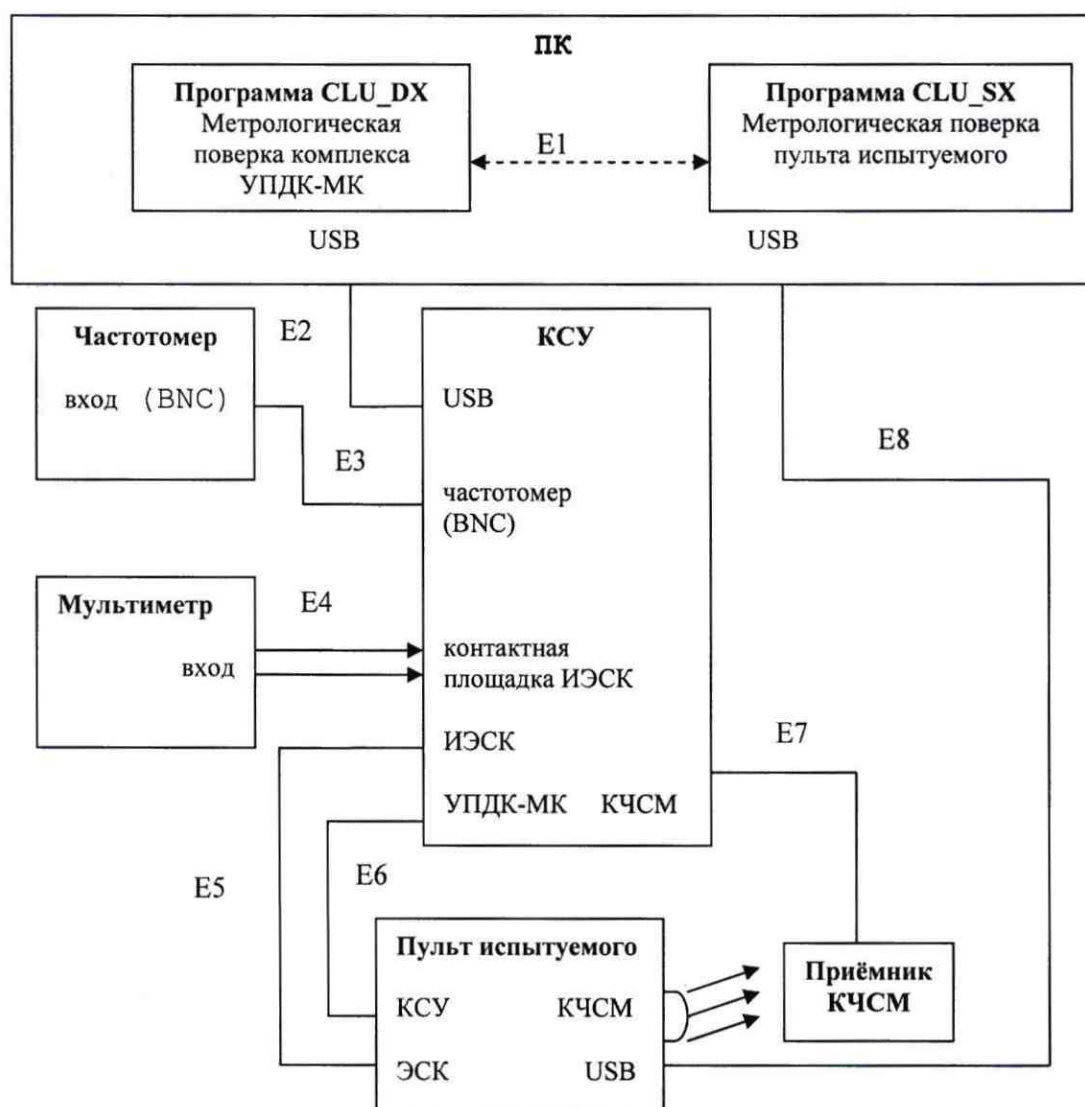 ПК
Программа CLU_DX
Метрологическая
поверка комплекса
УПДК-МК
E1
Программа CLU_SX
Метрологическая поверка
пульта испытуемого
USB
USB
Частотомер
вход (BNC)
E2
E3
КСУ
USB
частотомер
(BNC)
E8
Мультиметр
вход
E4
контактная
площадка ИЭСК
ИЭСК
УПДК-МК КЧСМ
E7
E5
E6
Пульт испытуемого
КСУ КЧСМ
ЭСК USB
Приёмник
КЧСМ